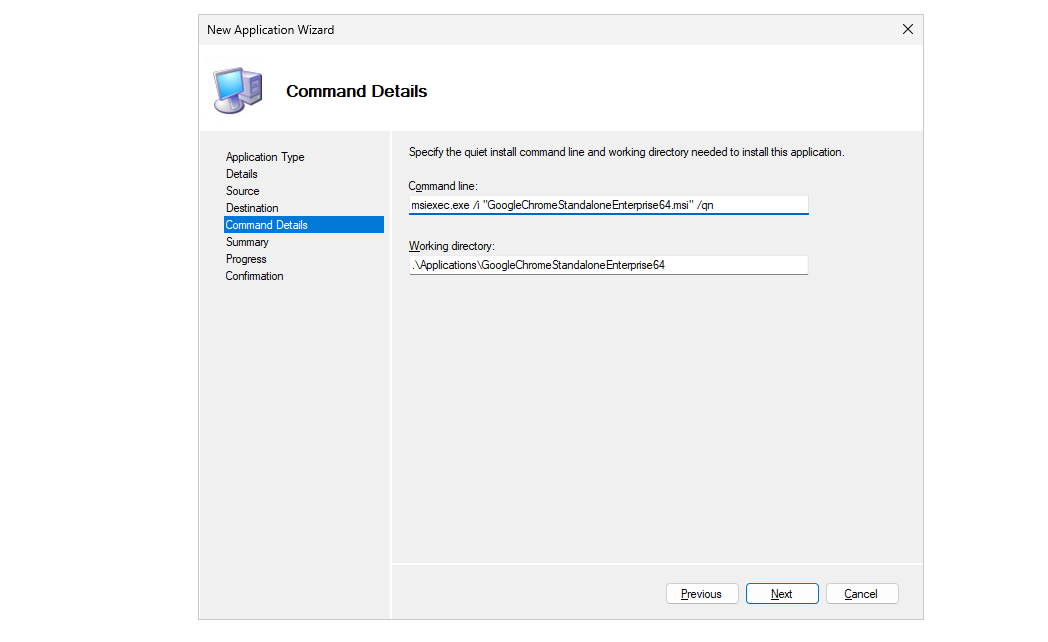 New Application Wizard
Command Details
Application Type
Details
Source
Destination
Command Details
Summary
Progress
Confirmation
Specify the quiet install command line and working directory needed to install this application.
Command line:
msiexec.exe /i "GoogleChromeStandaloneEnterprise64.msi" /qn
Working directory:
.\Applications\GoogleChromeStandaloneEnterprise64
Previous
Next
Cancel